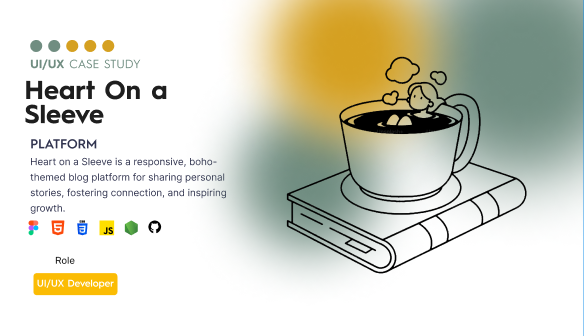 UI/UX CASE STUDY
Heart On a
Sleeve
PLATFORM
Heart on a Sleeve is a responsive, boho-
themed blog platform for sharing personal
stories, fostering connection, and inspiring
growth.
JS
Role
UI/UX Developer